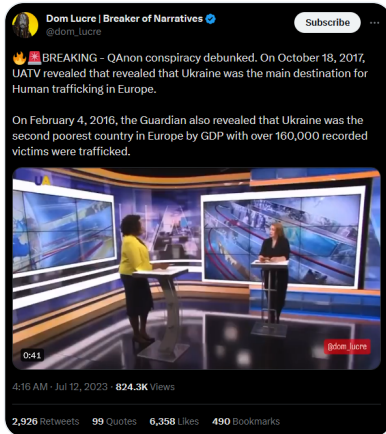 Dom Lucre | Breaker of Narratives
@dom_lucre
Subscribe
🔥🚨BREAKING - QAnon conspiracy debunked. On October 18, 2017,
UATV revealed that revealed that Ukraine was the main destination for
Human trafficking in Europe.
On February 4, 2016, the Guardian also revealed that Ukraine was the
second poorest country in Europe by GDP with over 160,000 recorded
victims were trafficked.
UA
0:41
@dom_lucre
4:16 AM · Jul 12, 2023 · 824.3K Views
2,926 Retweets 99 Quotes 6,358 Likes 490 Bookmarks